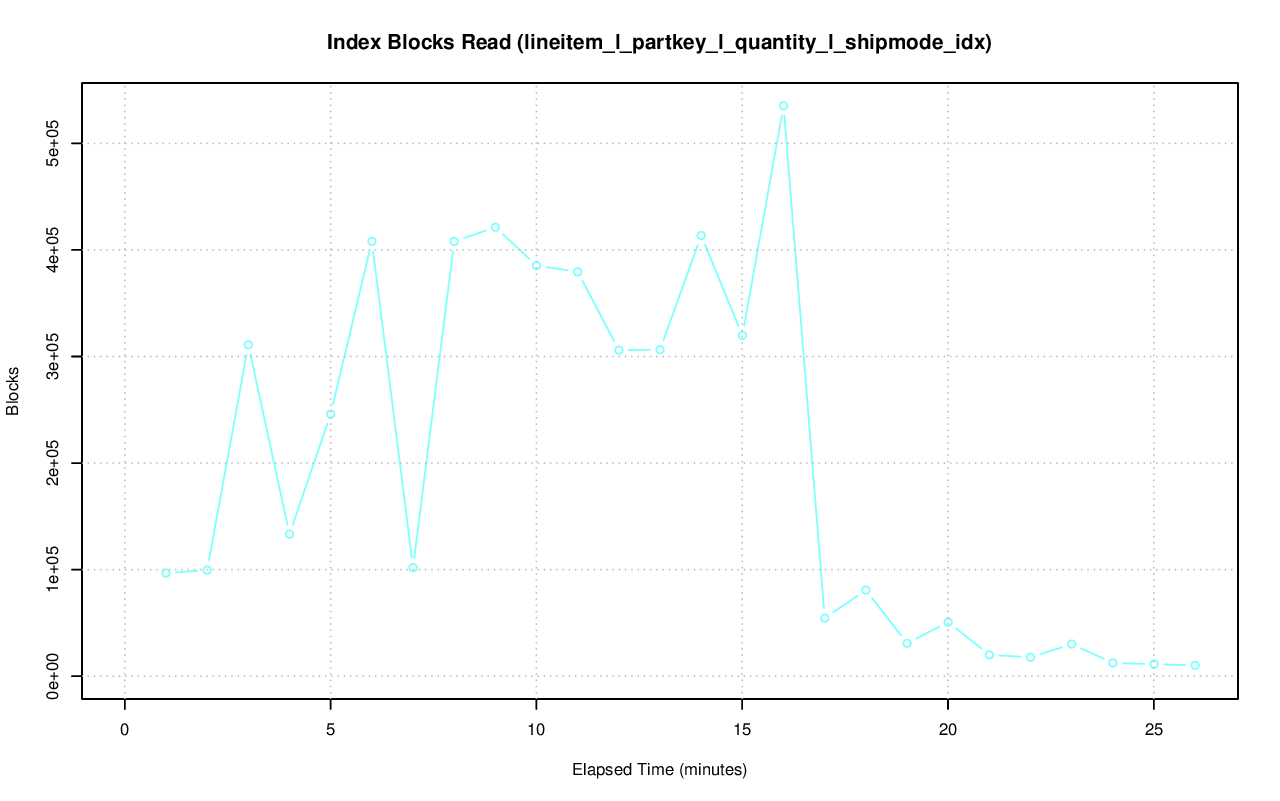 Index Blocks Read (lineitem_l_partkey_l_quantity_l_shipmode_idx)
5e+05
4e+05
3e+05
2e+05
1e+05
0e+00
Blocks
0 5 10 15 20 25
Elapsed Time (minutes)